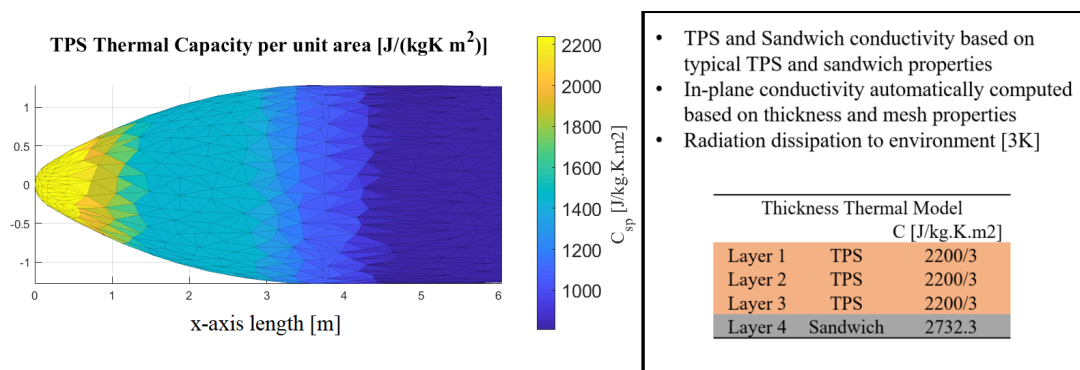 TPS Thermal Capacity per unit area [J/(kgK m²)]
1
0.5
0
-0.5
-1
0 1 2 3 4 5 6
x-axis length [m]
2200
2000
1800
1600
1400
1200
1000
C_sp [J/kg.K.m2]
• TPS and Sandwich conductivity based on
typical TPS and sandwich properties
• In-plane conductivity automatically computed
based on thickness and mesh properties
• Radiation dissipation to environment [3K]
Thickness Thermal Model
C [J/kg.K.m2]
Layer 1 TPS 2200/3
Layer 2 TPS 2200/3
Layer 3 TPS 2200/3
Layer 4 Sandwich 2732.3